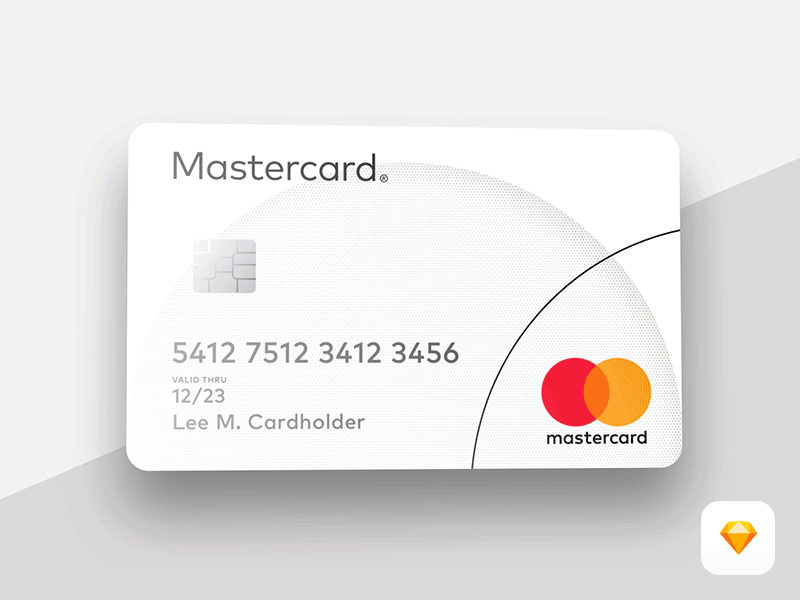 Mastercard®
5412 7512 3412 3456
VALID THRU
12/23
Lee M. Cardholder
mastercard